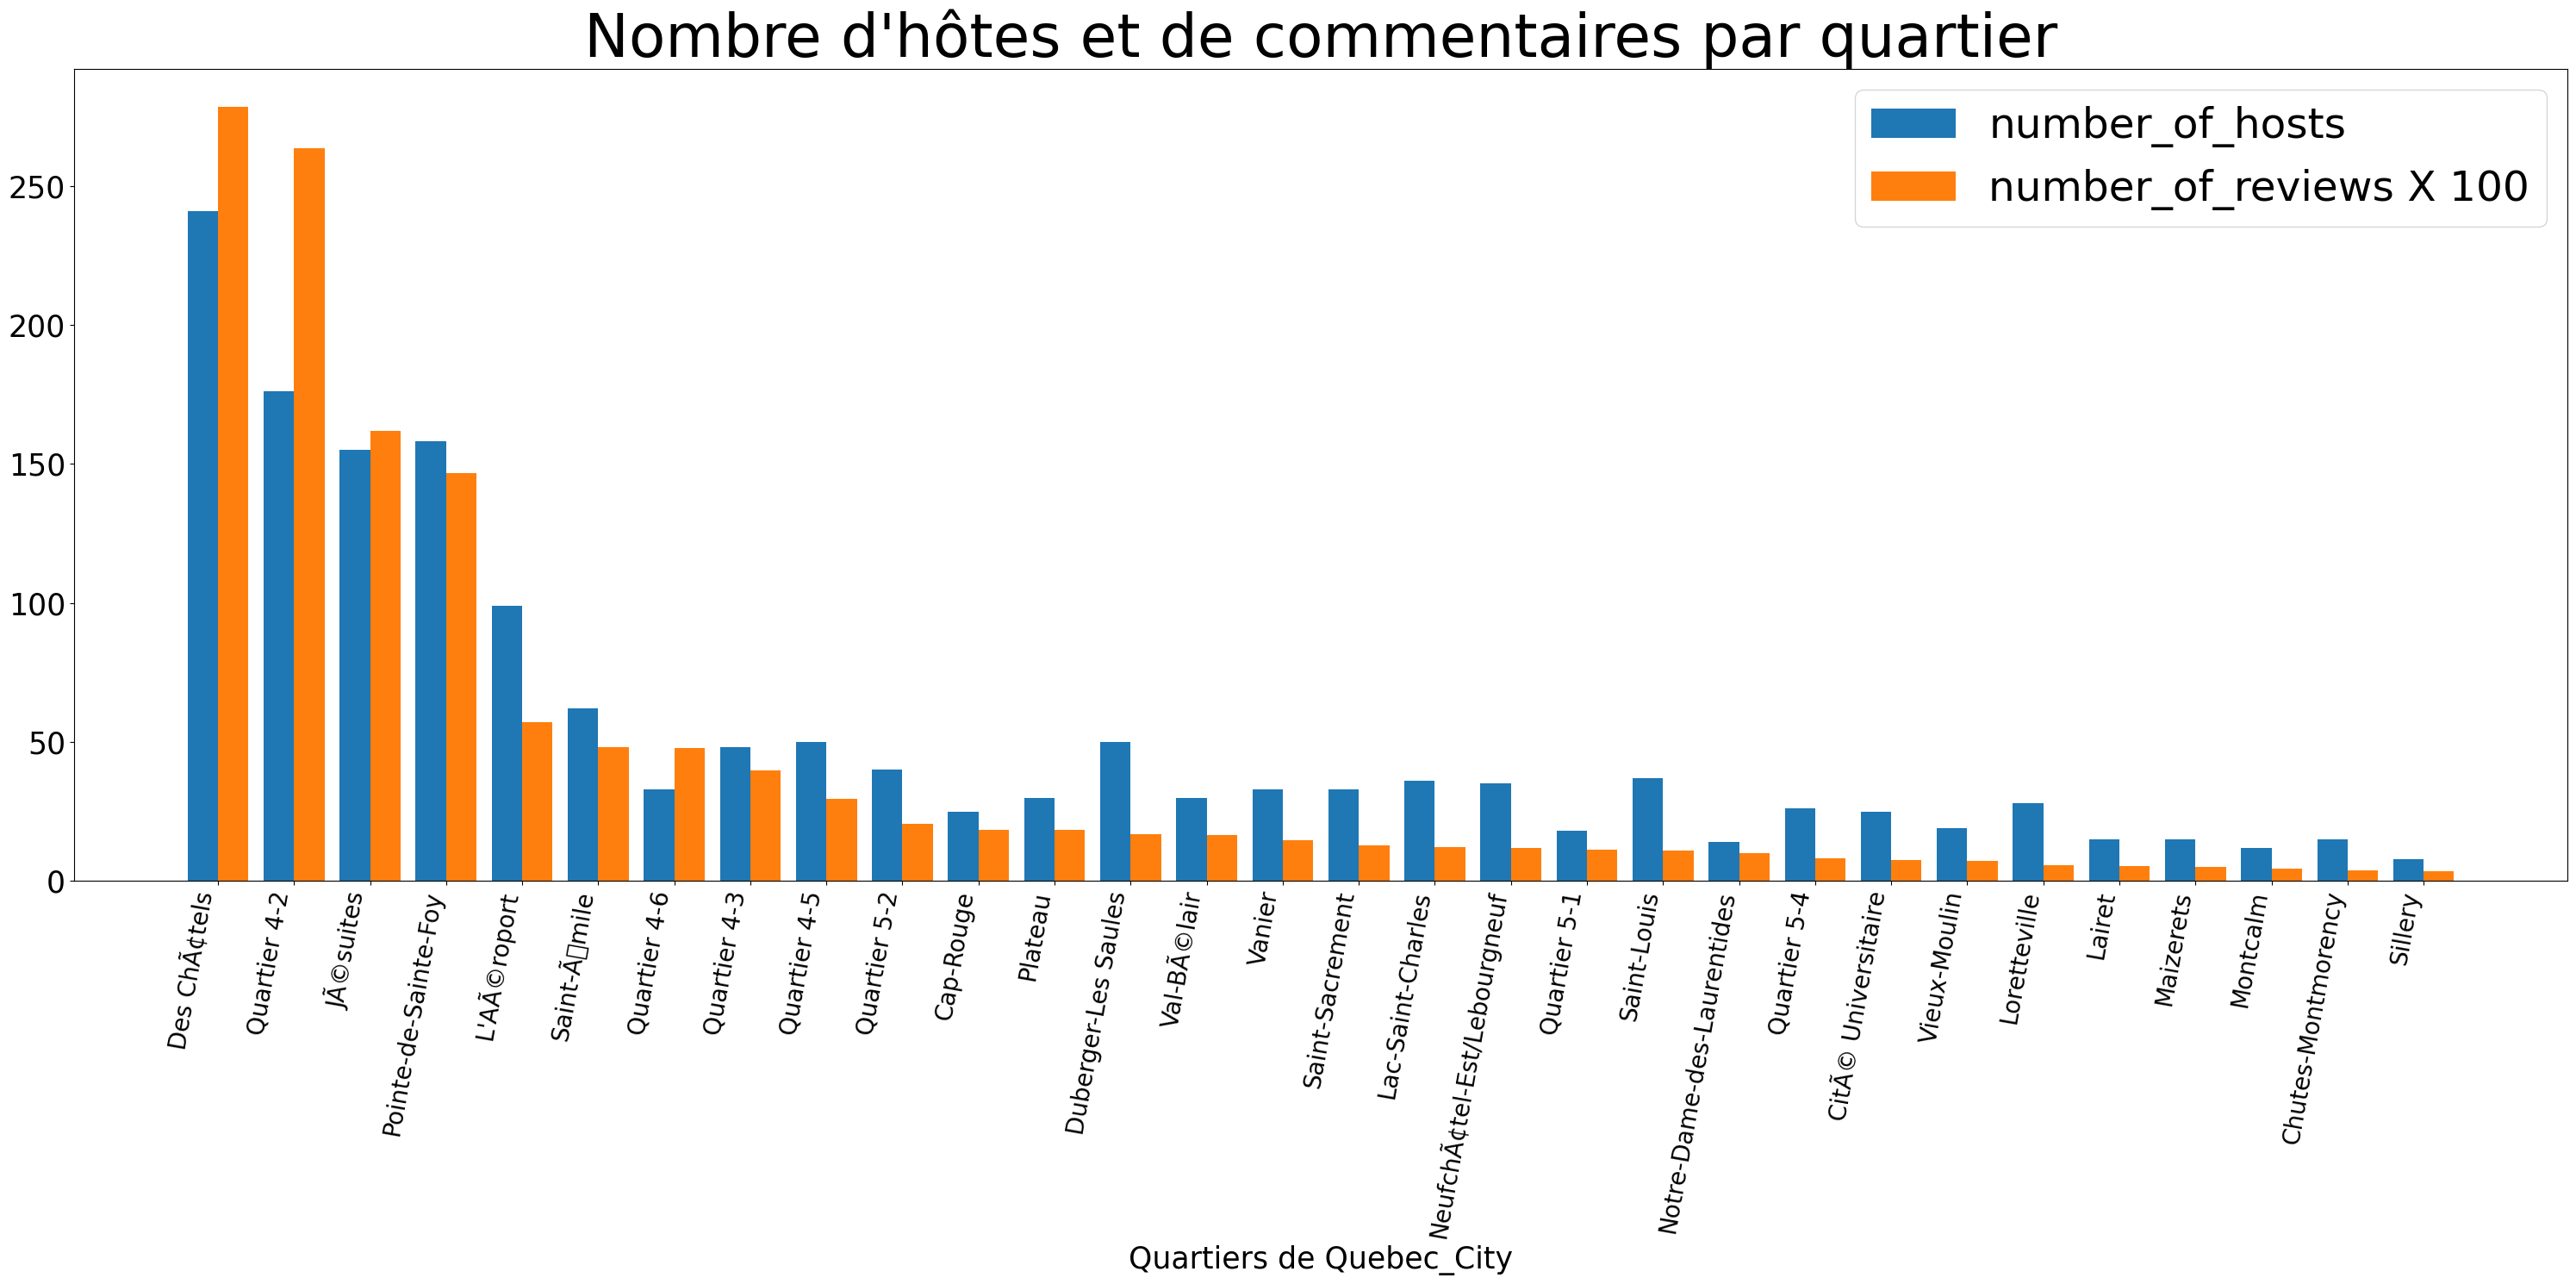 Nombre d'hôtes et de commentaires par quartier
number_of_hosts
number_of_reviews X 100
250
200
150
100
50
0
Des ChÃ¢tels
Quartier 4-2
JÃ©suites
Pointe-de-Sainte-Foy
L'AÃ©roport
Saint-Ã□mile
Quartier 4-6
Quartier 4-3
Quartier 4-5
Quartier 5-2
Cap-Rouge
Plateau
Duberger-Les Saules
Val-BÃ©lair
Vanier
Saint-Sacrement
Lac-Saint-Charles
NeufchÃ¢tel-Est/Lebourgneuf
Quartier 5-1
Saint-Louis
Notre-Dame-des-Laurentides
Quartier 5-4
CitÃ© Universitaire
Vieux-Moulin
Loretteville
Lairet
Maizerets
Montcalm
Chutes-Montmorency
Sillery
Quartiers de Quebec_City